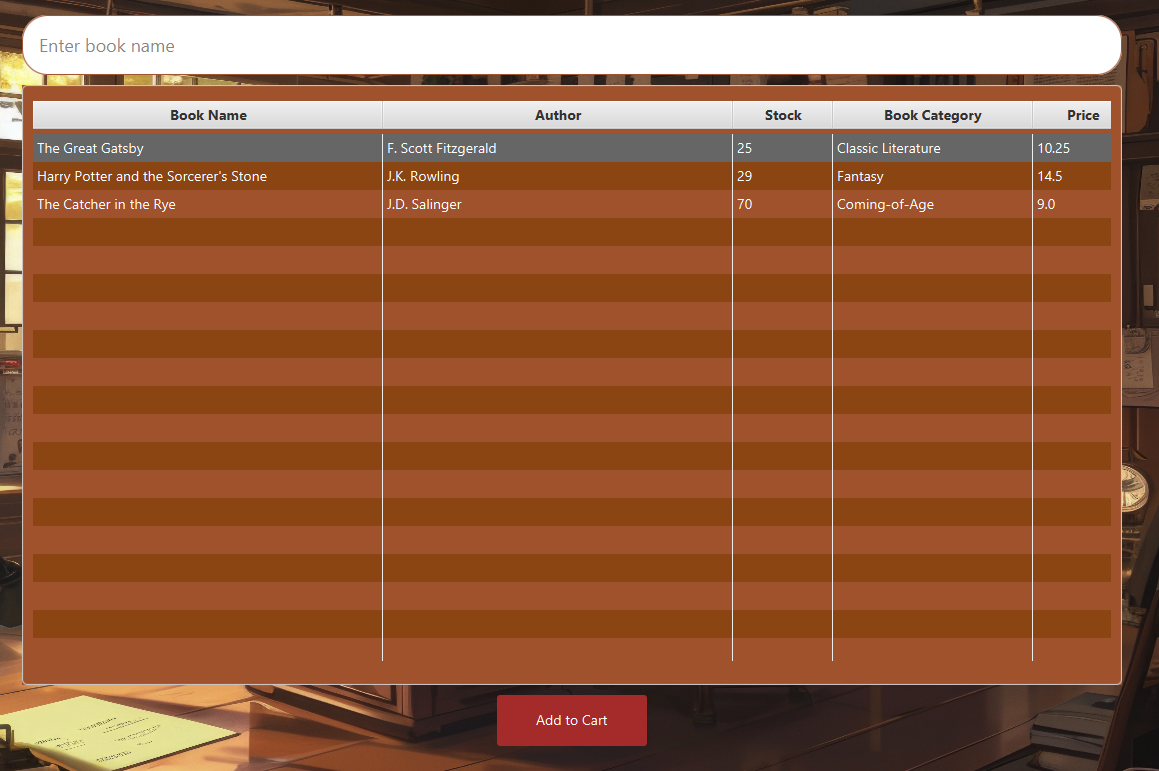 Enter book name
Book Name Author Stock Book Category Price
The Great Gatsby F. Scott Fitzgerald 25 Classic Literature 10.25
Harry Potter and the Sorcerer's Stone J.K. Rowling 29 Fantasy 14.5
The Catcher in the Rye J.D. Salinger 70 Coming-of-Age 9.0
Add to Cart